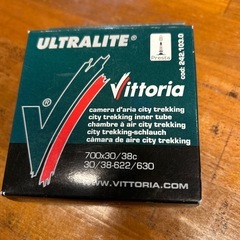 ULTRALITE®
Presta
cod: 242.103.0
Vittoria
camera d'aria city trekking
city trekking inner tube
chambre à air city trekking
city trekking-schlauch
càmara de aire city trekking
700x30/38c
30/38-622/630
WWW.VITTORIA.COM